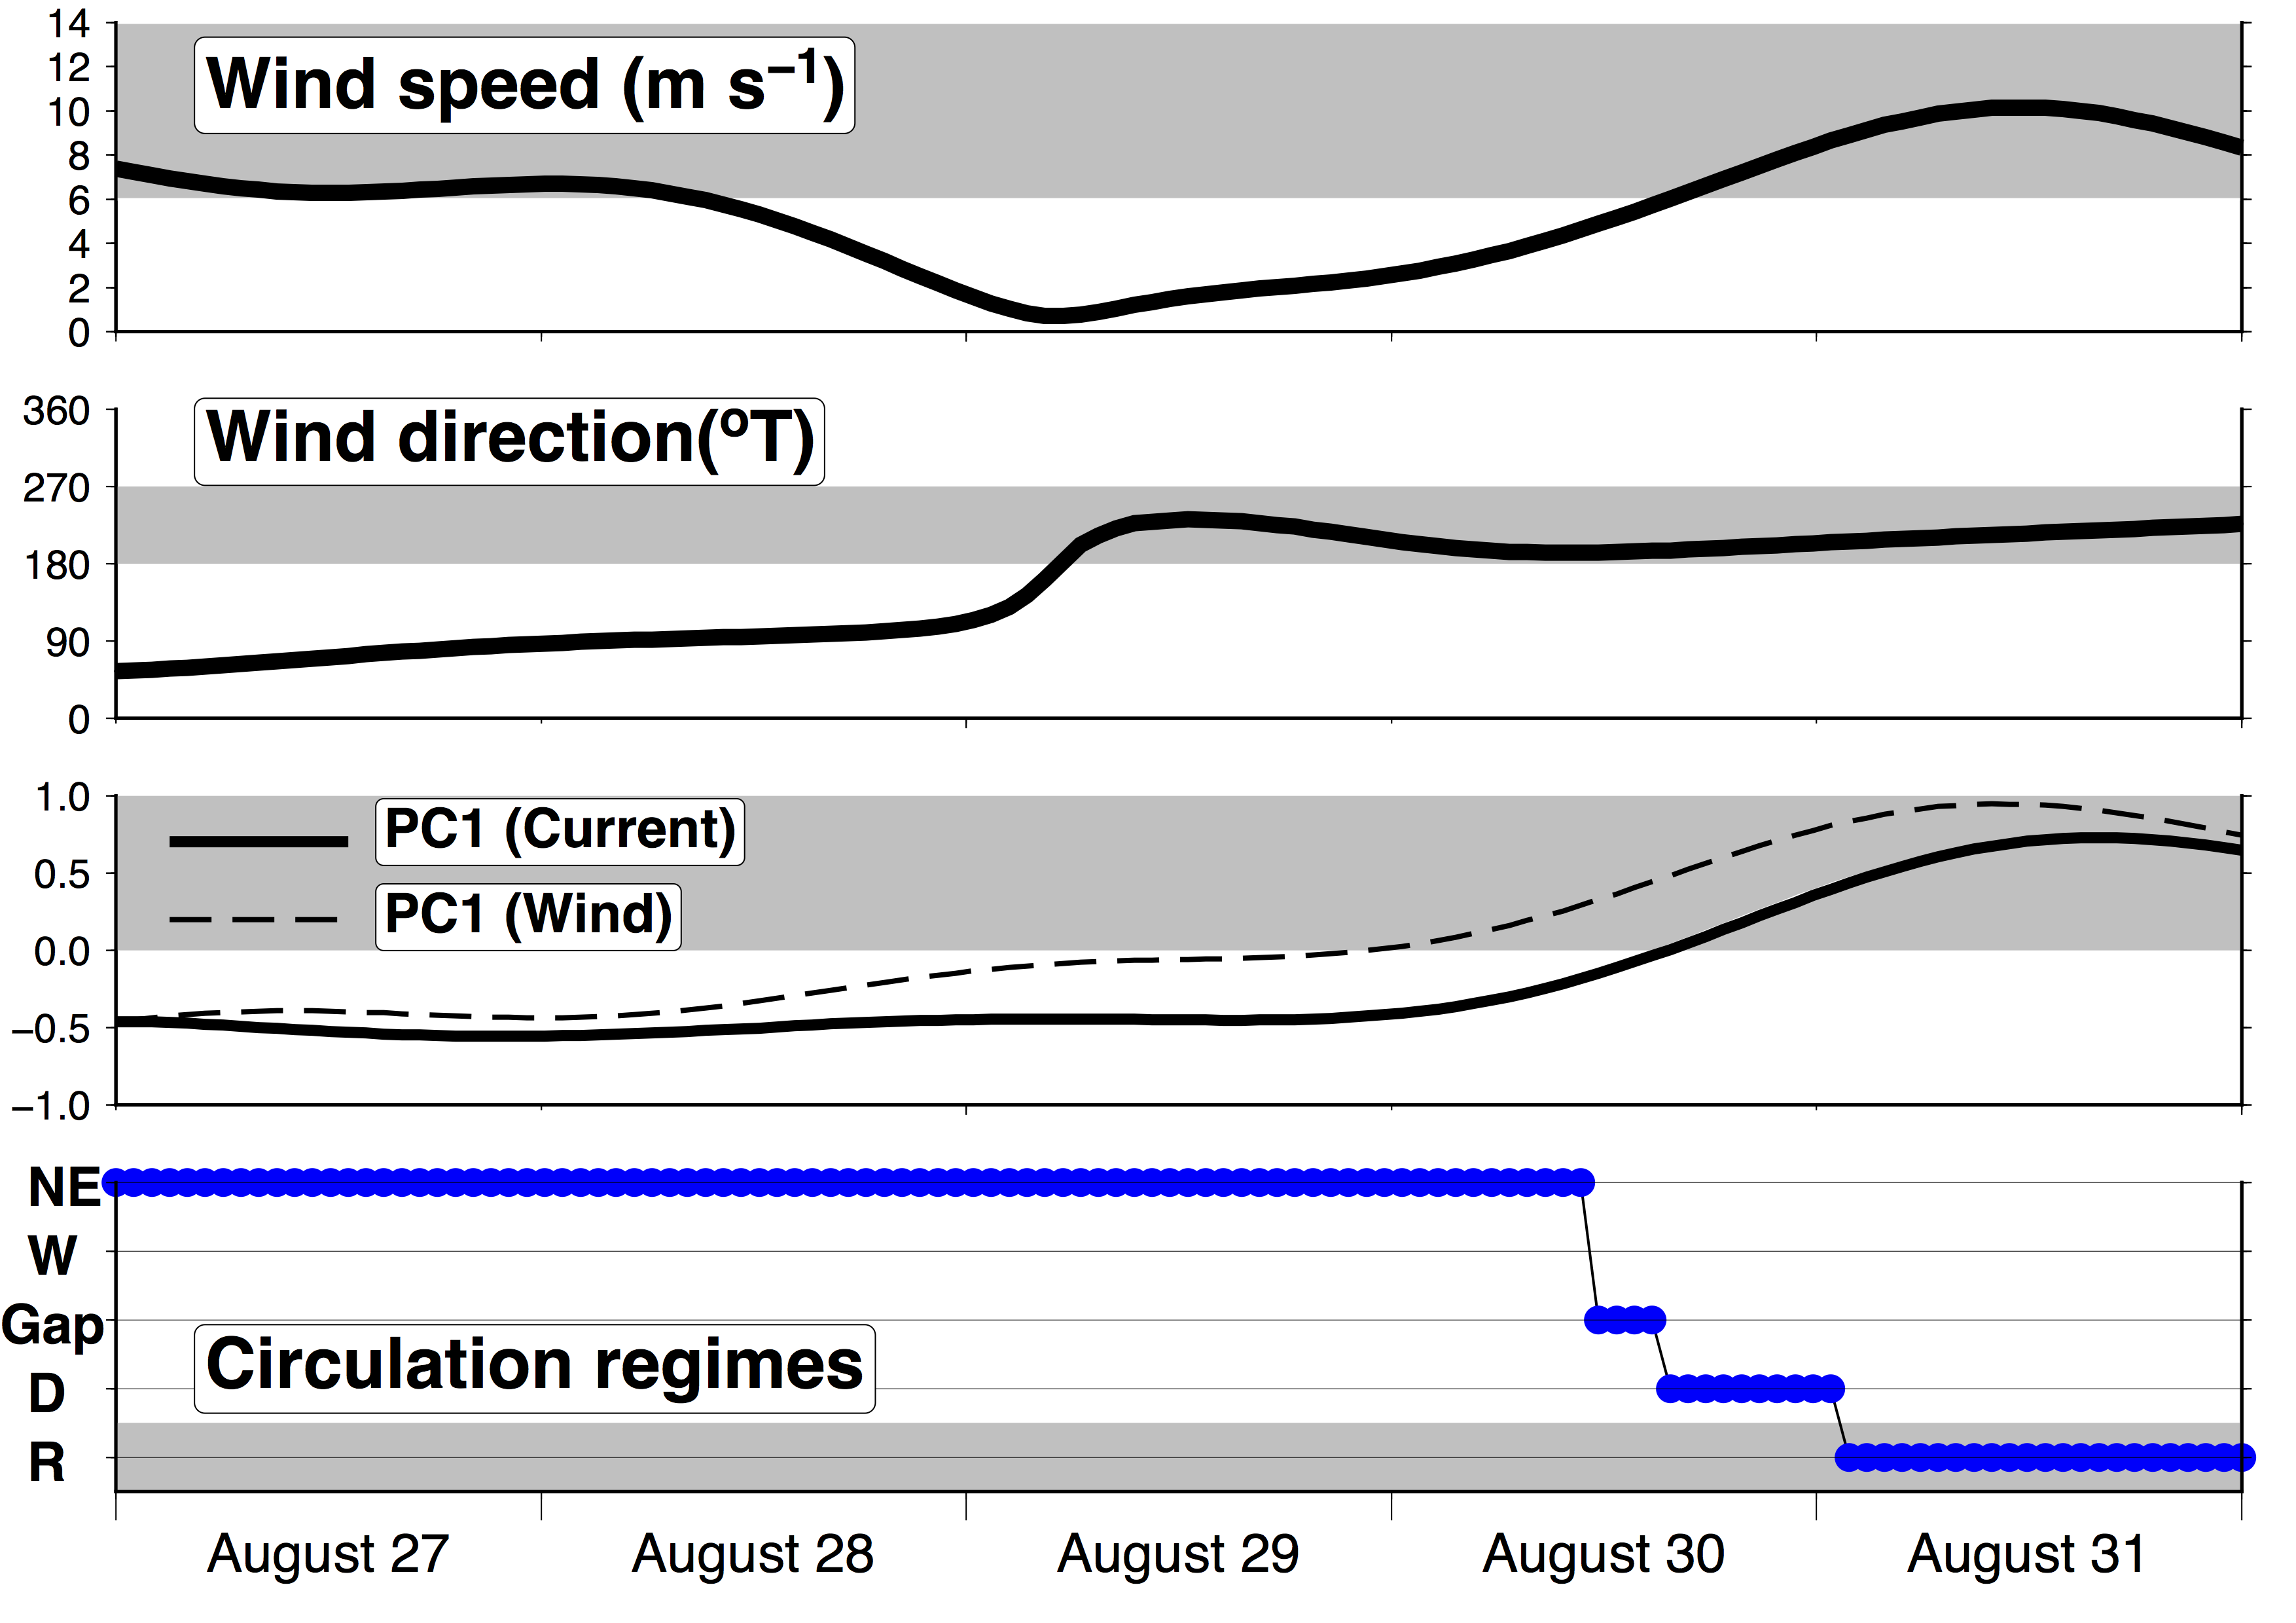 14
12
10
8
6
4
2
0
Wind speed (m s⁻¹)
360
270
180
90
0
Wind direction(ºT)
1.0
0.5
0.0
−0.5
−1.0
PC1 (Current)
PC1 (Wind)
NE
W
Gap
D
R
Circulation regimes
August 27 August 28 August 29 August 30 August 31